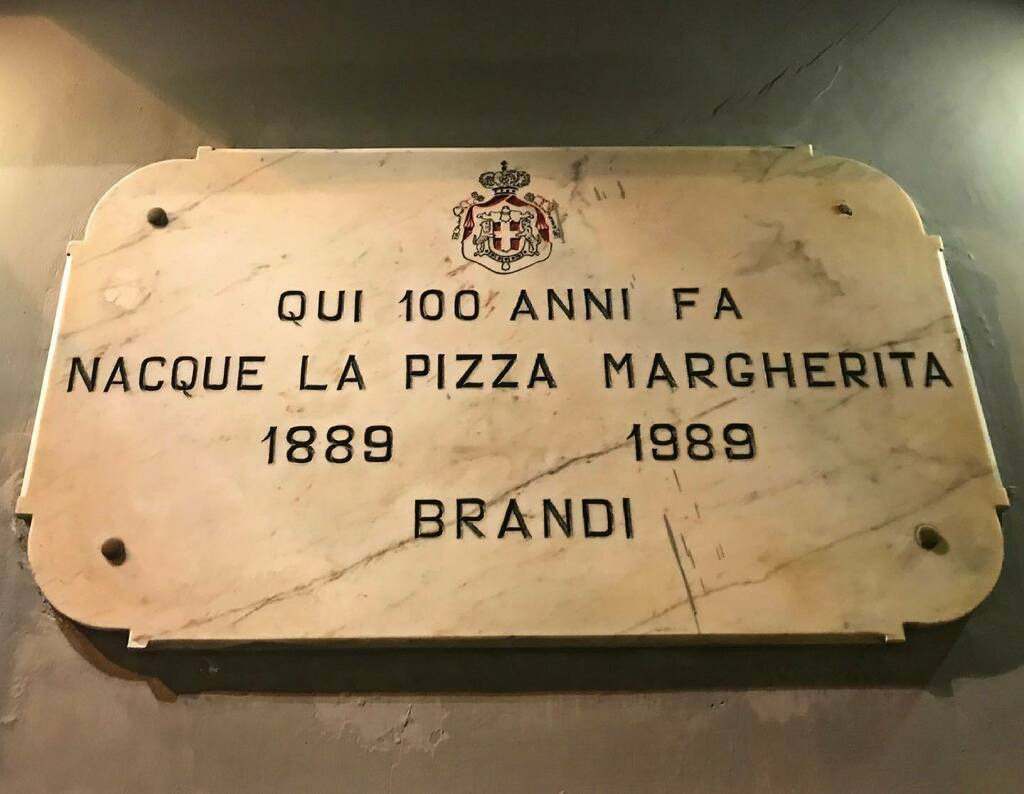 QUI 100 ANNI FA
NACQUE LA PIZZA MARGHERITA
1889 1989
BRANDI